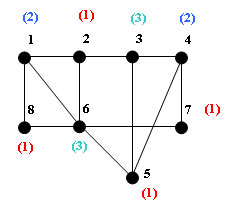 (2) (1) (3) (2)
1 2 3 4
8 6 7 (1)
(1) (3) 5
(1)